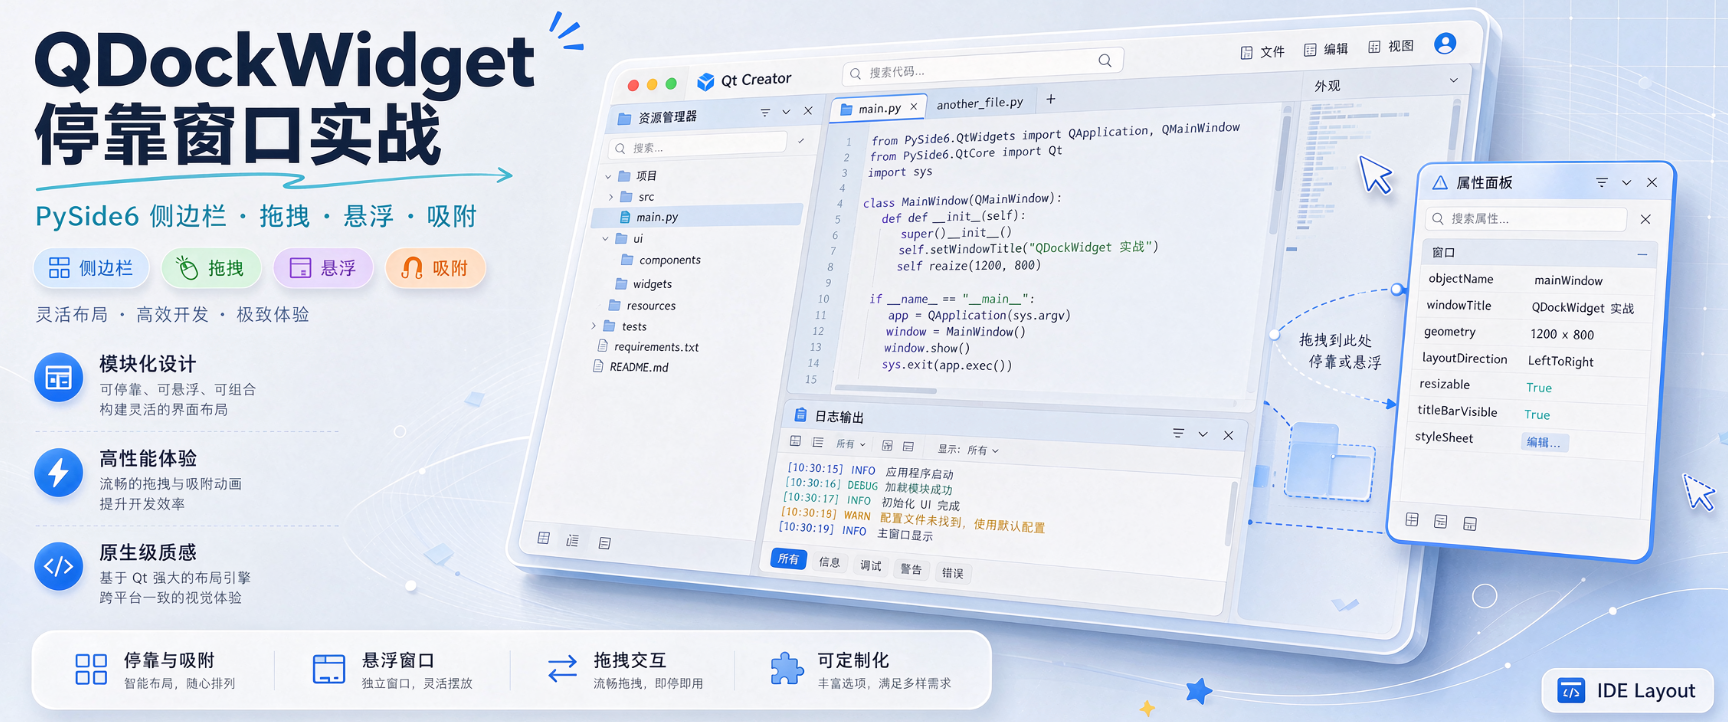 QDockWidget
停靠窗口实战
PySide6 侧边栏 · 拖拽 · 悬浮 · 吸附
侧边栏
拖拽
悬浮
吸附
灵活布局 · 高效开发 · 极致体验
模块化设计
可停靠、可悬浮、可组合
构建灵活的界面布局
高性能体验
流畅的拖拽与吸附动画
提升开发效率
原生级质感
基于 Qt 强大的布局引擎
跨平台一致的视觉体验
Qt Creator
搜索代码...
文件
编辑
视图
资源管理器
搜索...
项目
src
main.py
ui
components
widgets
resources
tests
requirements.txt
README.md
main.py ×
another_file.py
+
1 from PySide6.QtWidgets import QApplication, QMainWindow
2 from PySide6.QtCore import Qt
3 import sys
4
4 class MainWindow(QMainWindow):
5 def def __init_(self):
6 super()__init__()
7 self.setWindowTitle("QDockWidget 实战")
8 self reaize(1200, 800)
10 if __name_ == "__main__":
11 app = QApplication(sys.argv)
12 window = MainWindow()
13 window.show()
14 sys.exit(app.exec())
15
外观
日志输出
所有
显示: 所有
[10:30:15] INFO 应用程序启动
[10:30:16] DEBUG 加载模块成功
[10:30:17] INFO 初始化 UI 完成
[10:30:18] WARN 配置文件未找到, 使用默认配置
[10:30:19] INFO 主窗口显示
所有
信息
调试
警告
错误
拖拽到此处
停靠或悬浮
属性面板
搜索属性...
窗口
objectName mainWindow
windowTitle QDockWidget 实战
geometry 1200 × 800
layoutDirection LeftToRight
resizable True
titleBarVisible True
styleSheet 编辑...
停靠与吸附
智能布局, 随心排列
悬浮窗口
独立窗口, 灵活摆放
拖拽交互
流畅拖拽, 即停即用
可定制化
丰富选项, 满足多样需求
IDE Layout